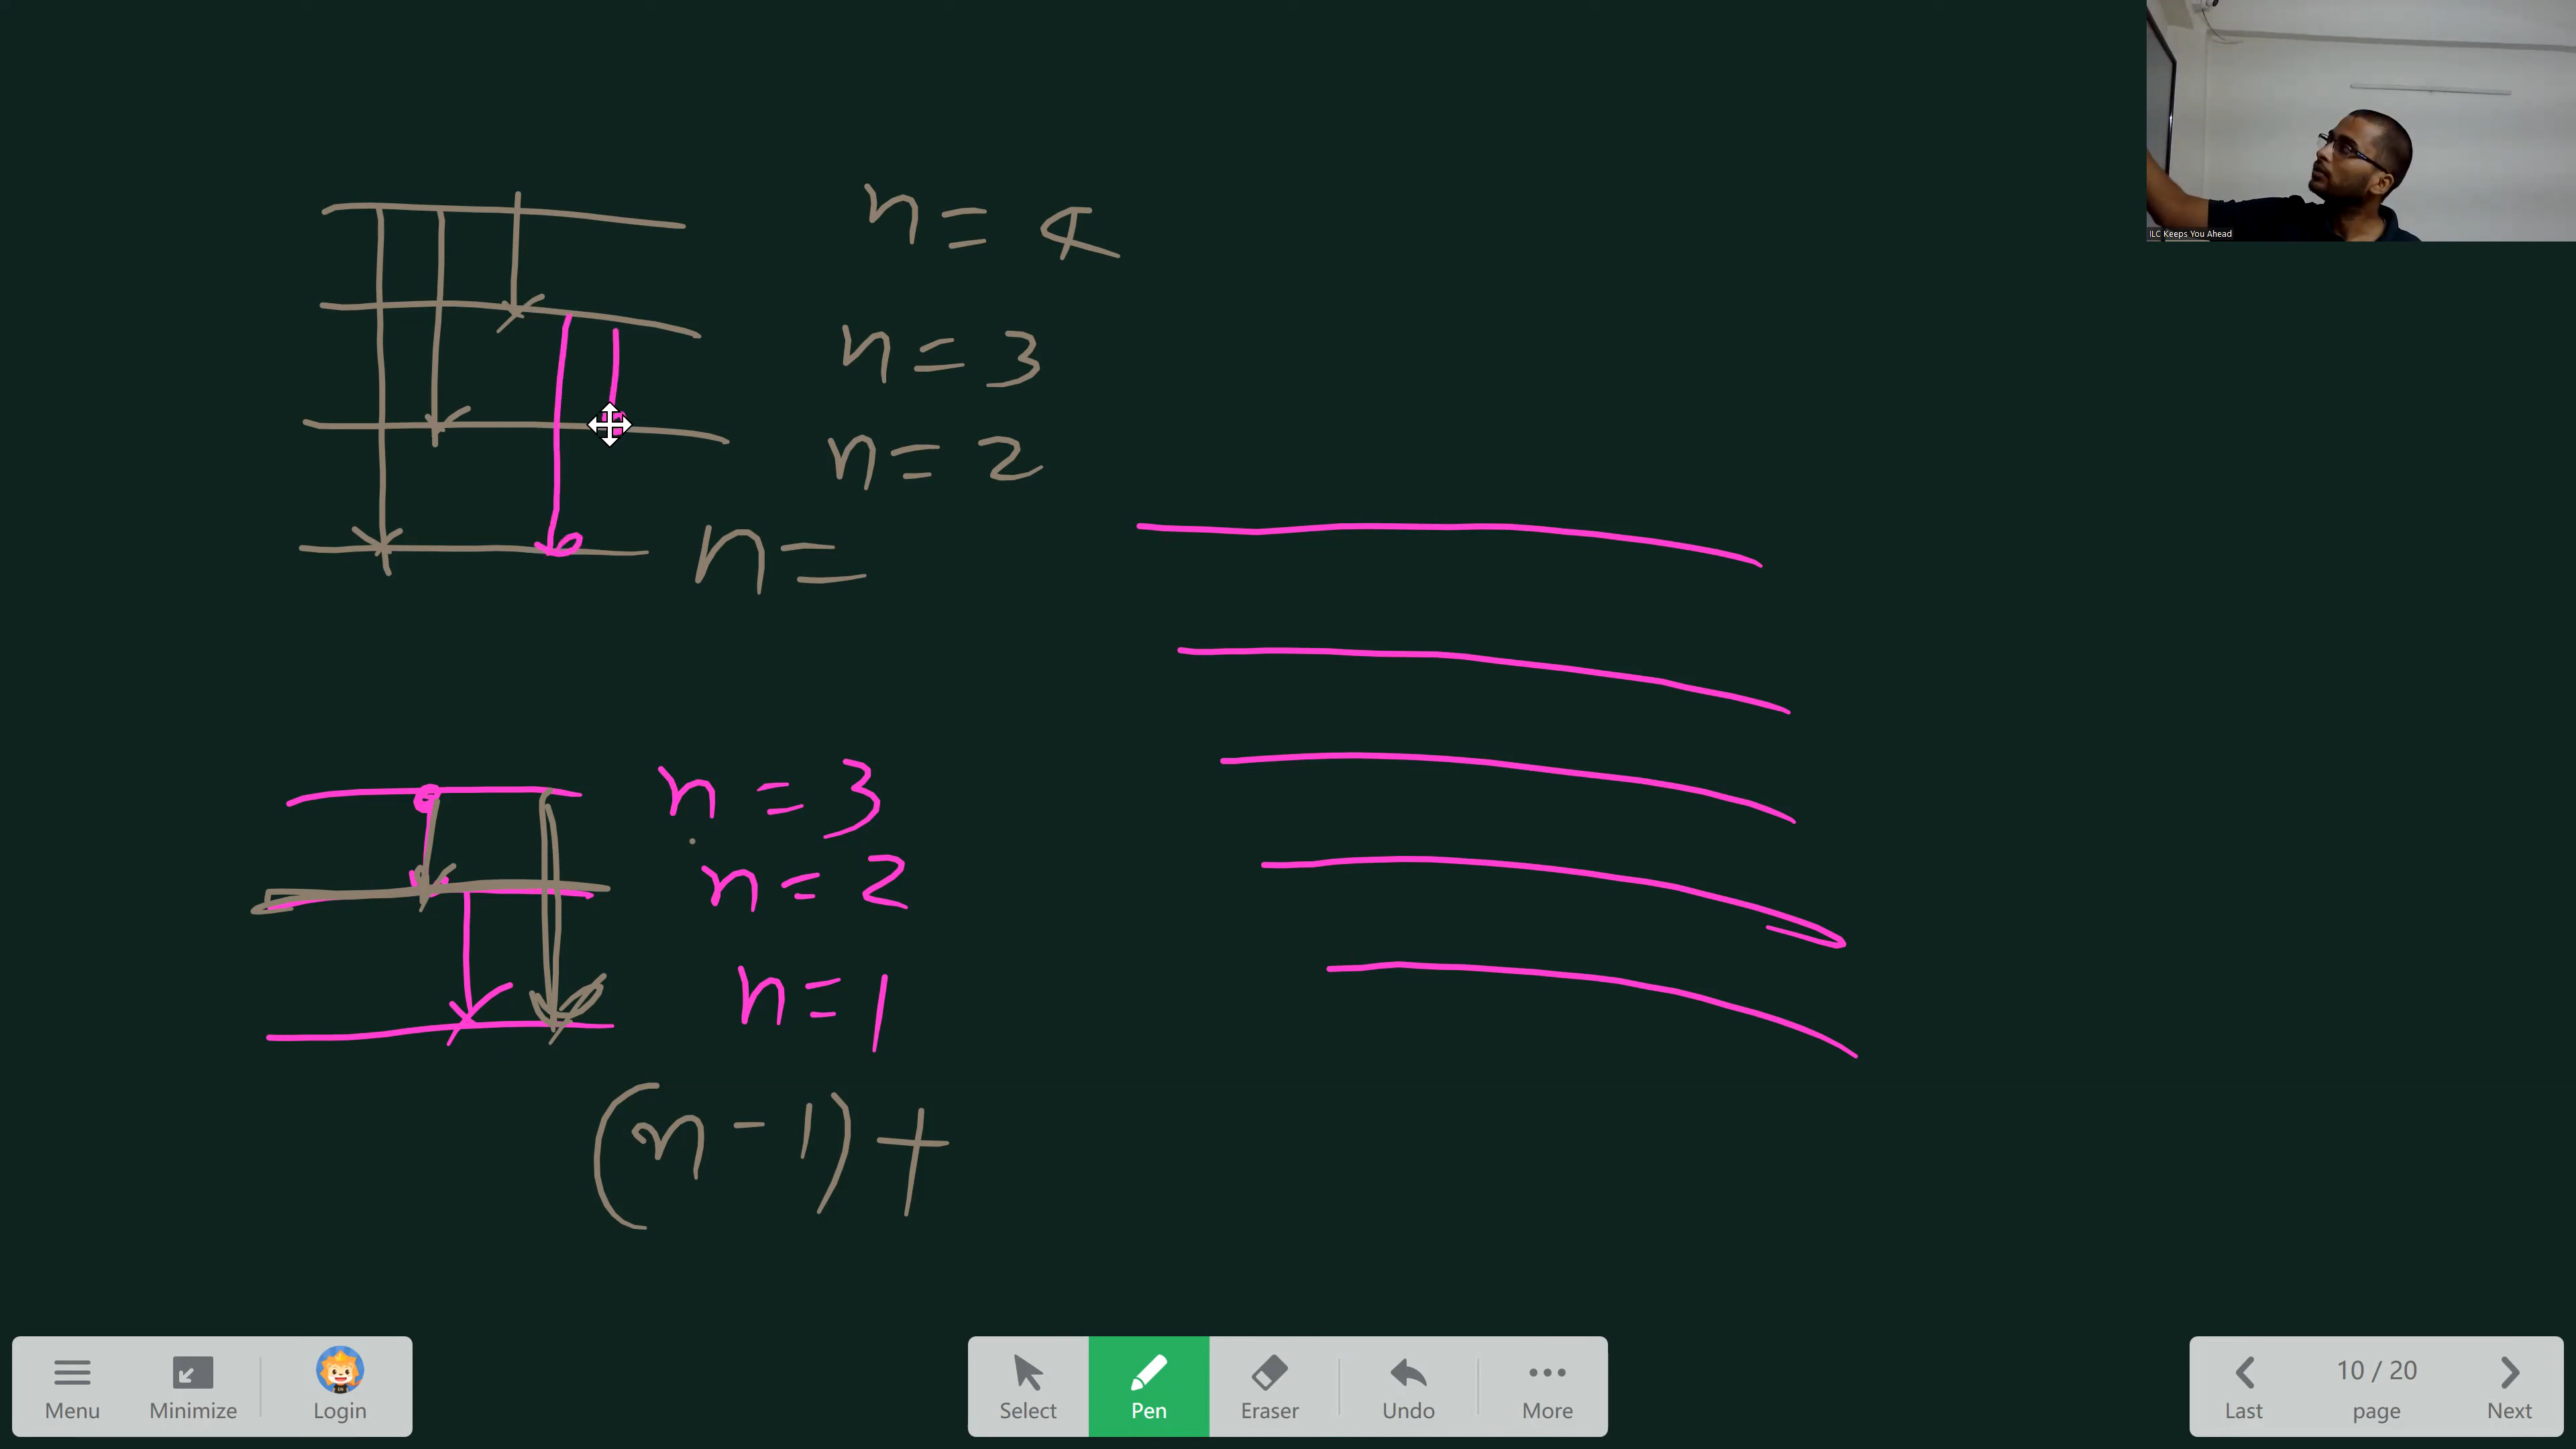 n = 4
n = 3
n = 2
n =
n = 3
n = 2
n = 1
(n - 1) +
ILC Keeps You Ahead
Menu
Minimize
Login
Select
Pen
Eraser
Undo
More
Last
10 / 20
page
Next